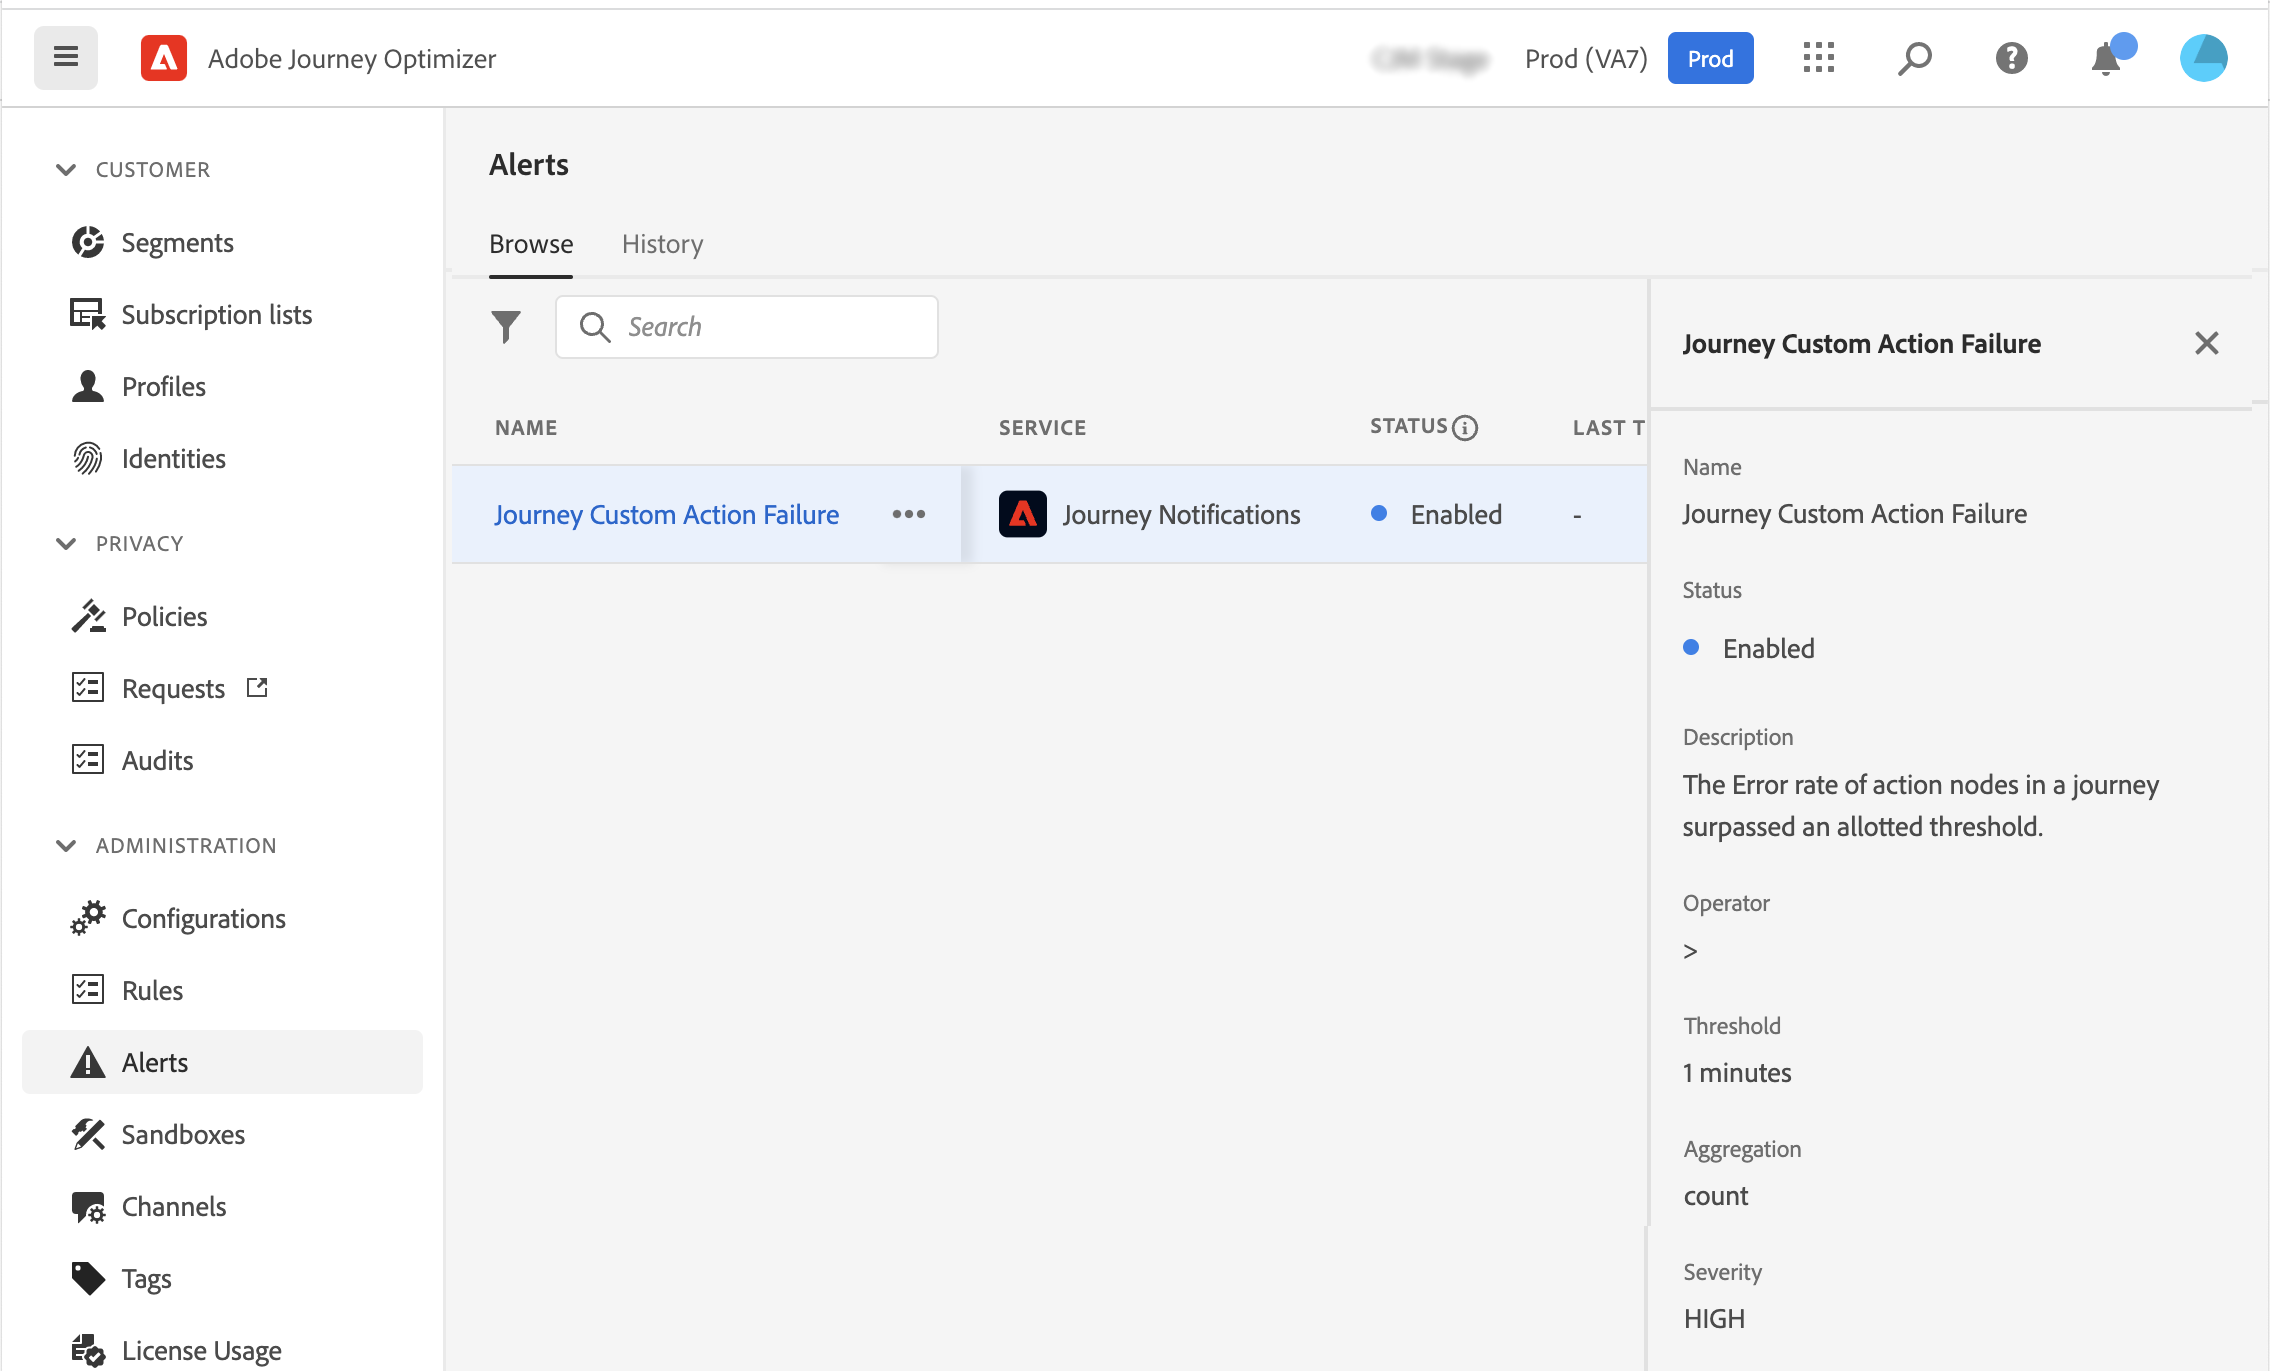 Adobe Journey Optimizer
Prod (VA7)
Prod
CUSTOMER
Segments
Subscription lists
Profiles
Identities
PRIVACY
Policies
Requests
Audits
ADMINISTRATION
Configurations
Rules
Alerts
Sandboxes
Channels
Tags
License Usage
Alerts
Browse History
Search
NAME SERVICE STATUS LAST T
Journey Custom Action Failure ••• Journey Notifications Enabled -
Journey Custom Action Failure
Name
Journey Custom Action Failure
Status
Enabled
Description
The Error rate of action nodes in a journey
surpassed an allotted threshold.
Operator
>
Threshold
1 minutes
Aggregation
count
Severity
HIGH